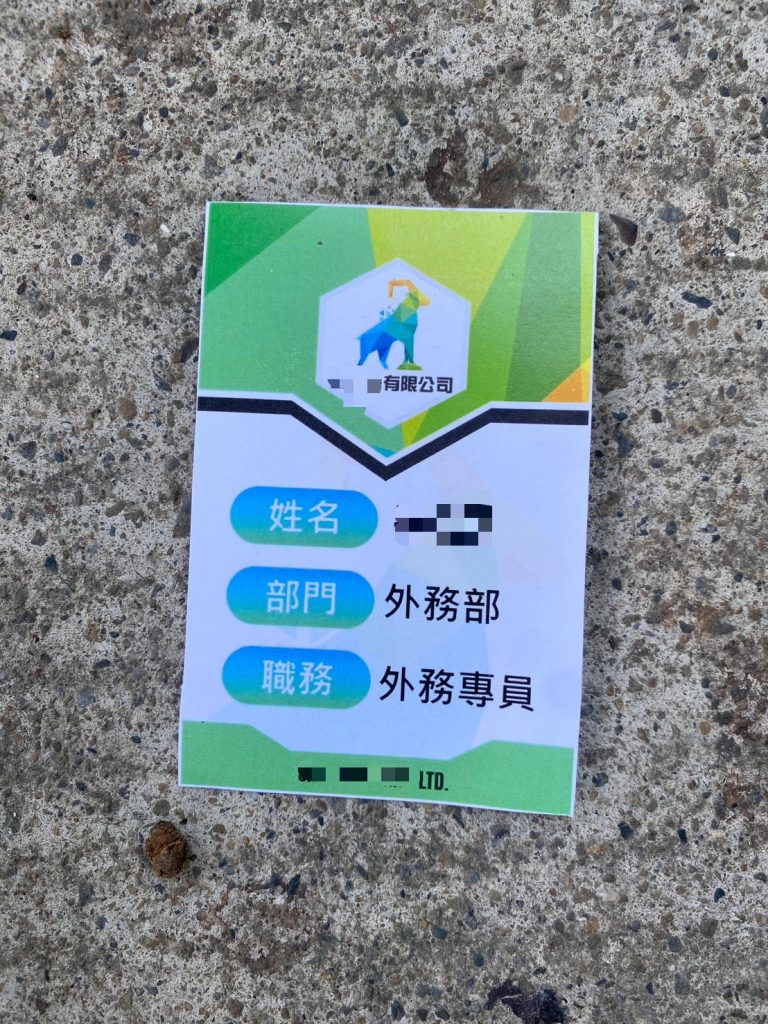 有限公司
姓名
部門 外務部
職務 外務專員
LTD.